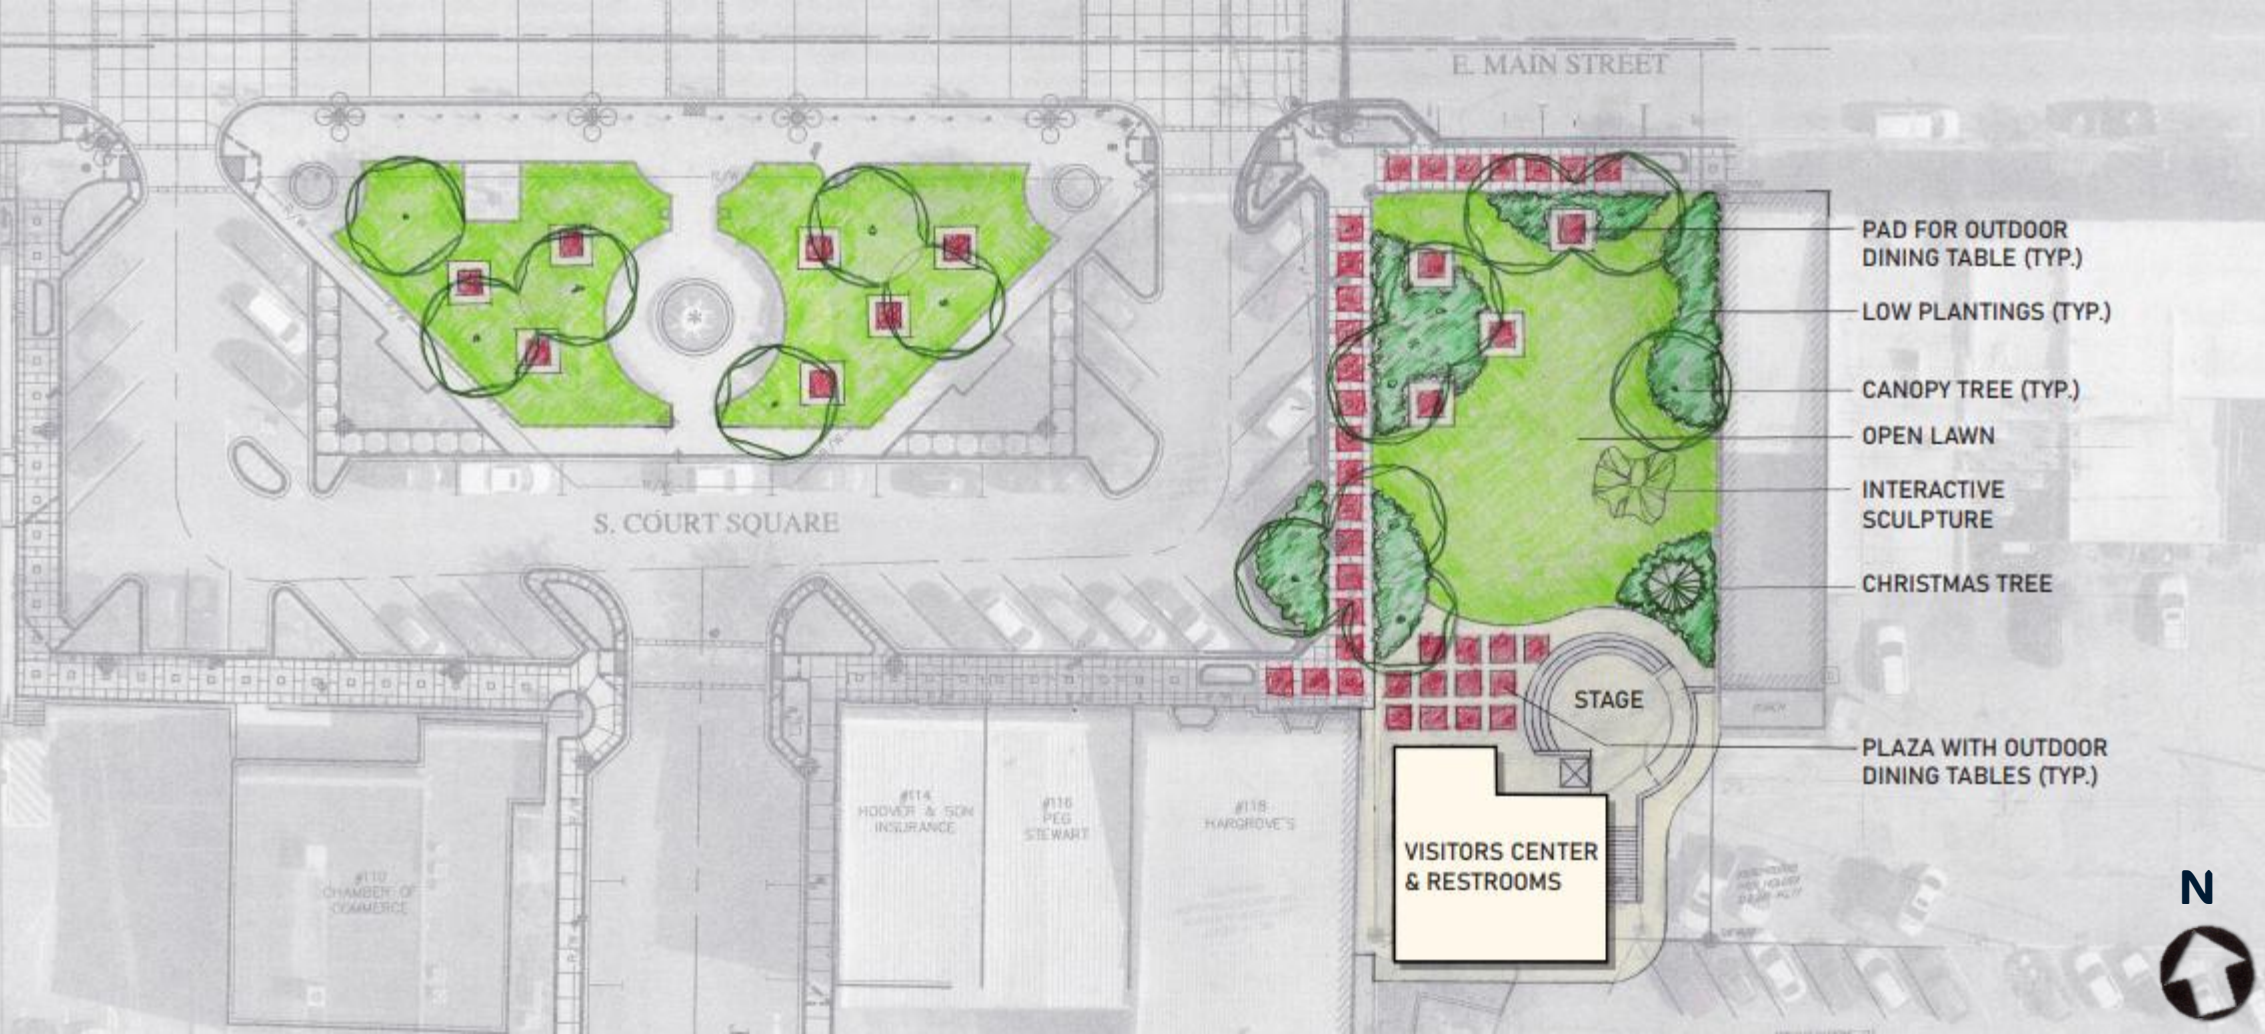 E. MAIN STREET
PAD FOR OUTDOOR
DINING TABLE (TYP.)
LOW PLANTINGS (TYP.)
CANOPY TREE (TYP.)
OPEN LAWN
INTERACTIVE
SCULPTURE
S. COURT SQUARE
CHRISTMAS TREE
STAGE
PLAZA WITH OUTDOOR
DINING TABLES (TYP.)
#114
HOOVER & SON
INSURANCE
#116
PEG
STEWART
#118
HARGROVE'S
VISITORS CENTER
& RESTROOMS
#110
CHAMBER OF
COMMERCE
N